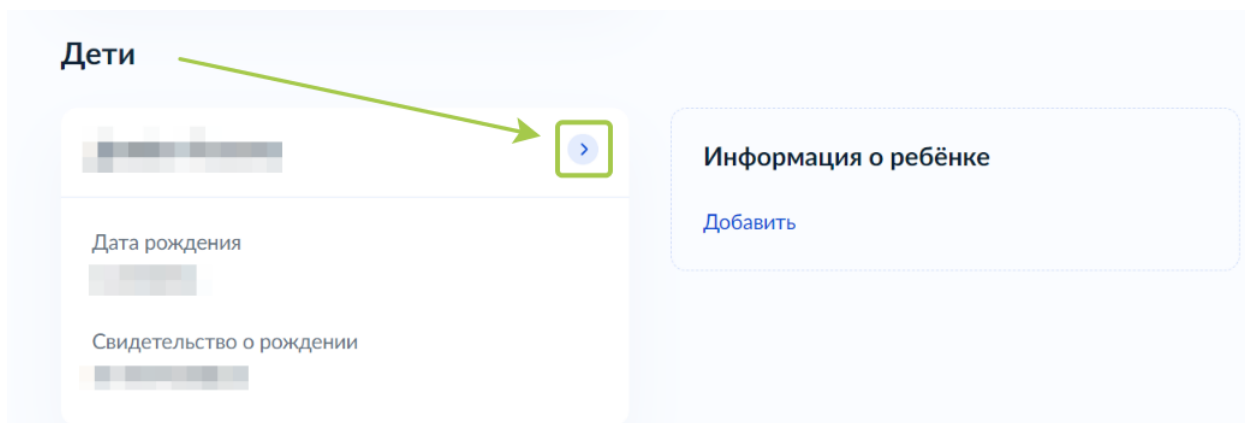 Дети
Дата рождения
Свидетельство о рождении
Информация о ребёнке
Добавить